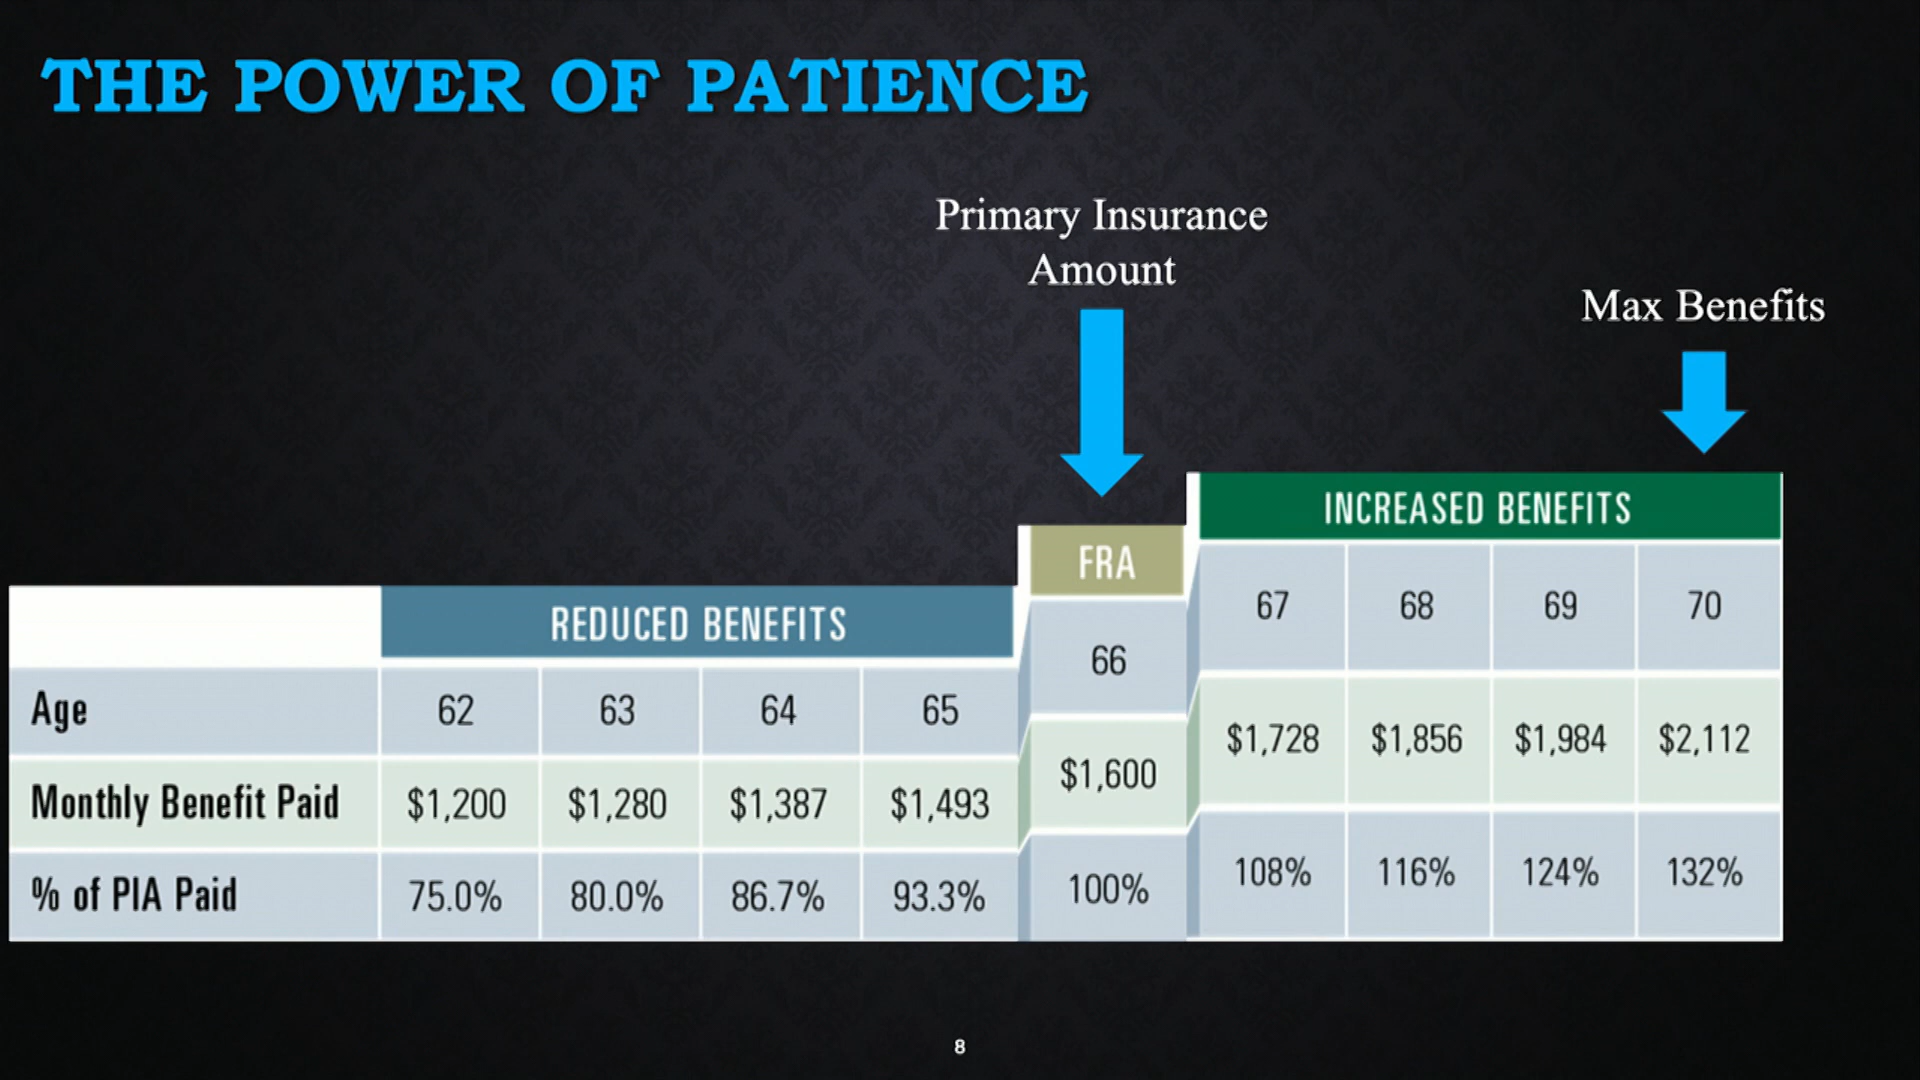 THE POWER OF PATIENCE
Primary Insurance
Amount
Max Benefits
INCREASED BENEFITS
FRA
REDUCED BENEFITS
Age 62 63 64 65 66 67 68 69 70
Monthly Benefit Paid $1,200 $1,280 $1,387 $1,493 $1,600 $1,728 $1,856 $1,984 $2,112
% of PIA Paid 75.0% 80.0% 86.7% 93.3% 100% 108% 116% 124% 132%
8